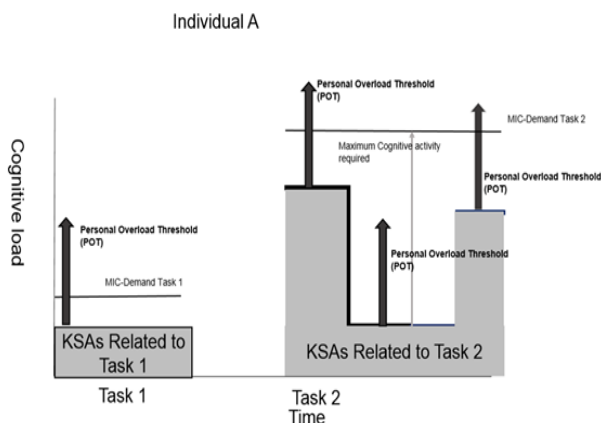 Individual A
Personal Overload Threshold
(POT)
MIC-Demand Task 2
Maximum Cognitive activity
required
Personal Overload Threshold
(POT)
Personal Overload Threshold
(POT)
Personal Overload Threshold
(POT)
MIC-Demand Task 1
Cognitive load
KSAs Related to
Task 1
KSAs Related to Task 2
Task 1
Task 2
Time